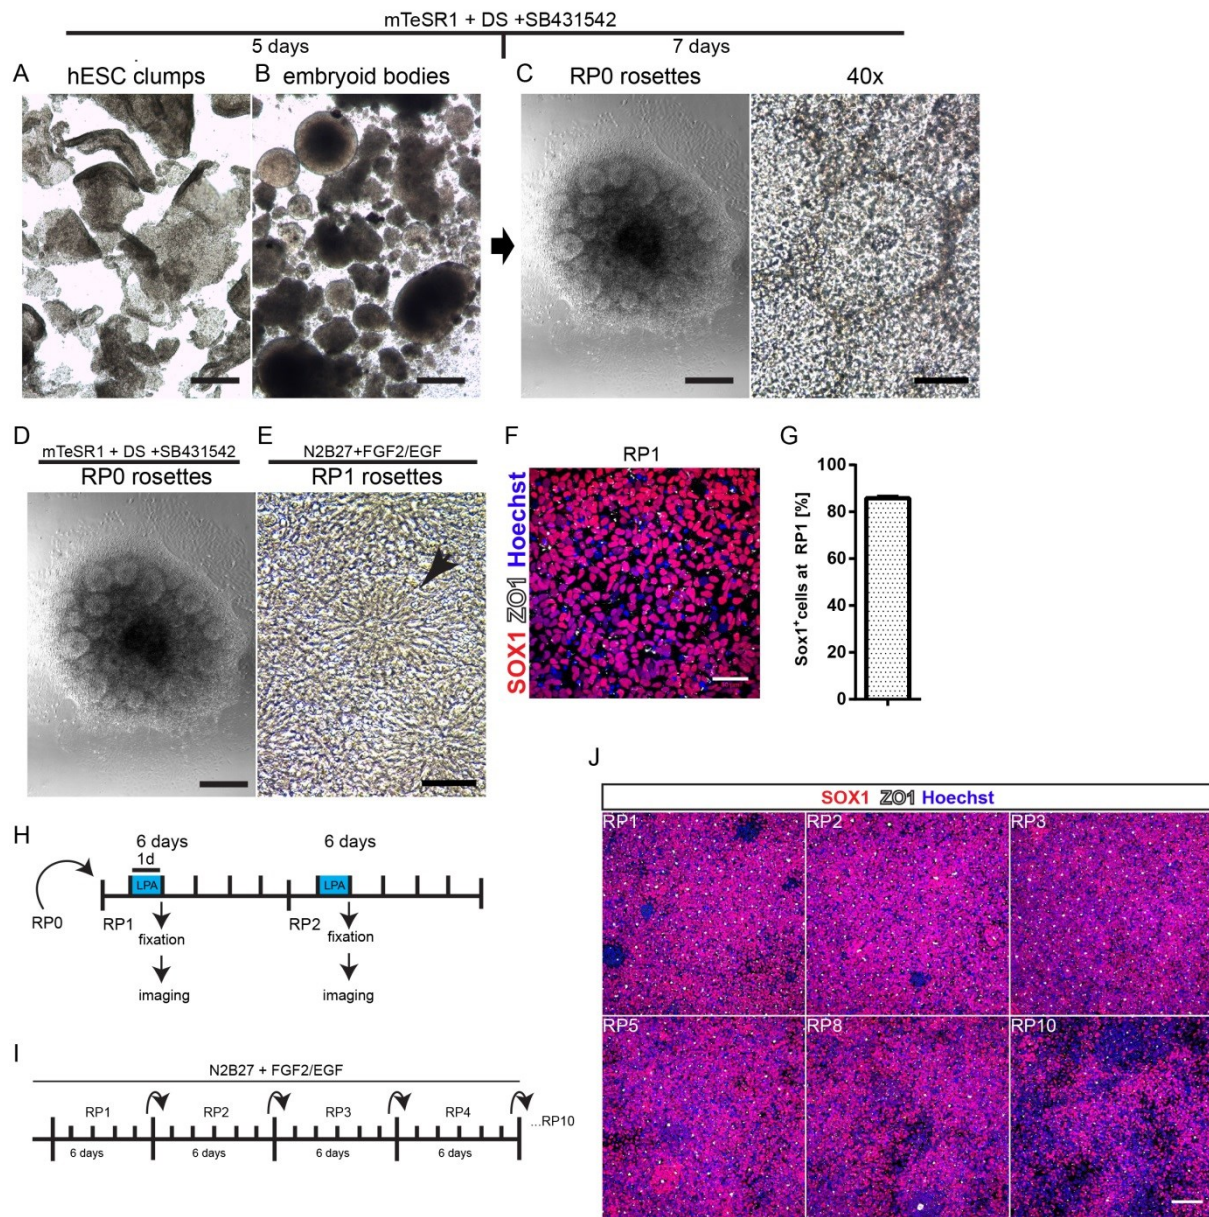 mTeSR1 + DS +SB431542
5 days 7 days
A hESC clumps B embryoid bodies C RP0 rosettes 40x
D mTeSR1 + DS +SB431542 E N2B27+FGF2/EGF F G
RP0 rosettes RP1 rosettes RP1
SOX1 ZO1 Hoechst
Sox1+cells at RP1 [%]
100
80
60
40
20
0
H
6 days 6 days
1d
LPA LPA
RP0 RP1 RP2
fixation fixation
imaging imaging
I
N2B27 + FGF2/EGF
RP1 RP2 RP3 RP4 ...RP10
6 days 6 days 6 days 6 days
J
SOX1 ZO1 Hoechst
RP1 RP2 RP3
RP5 RP8 RP10